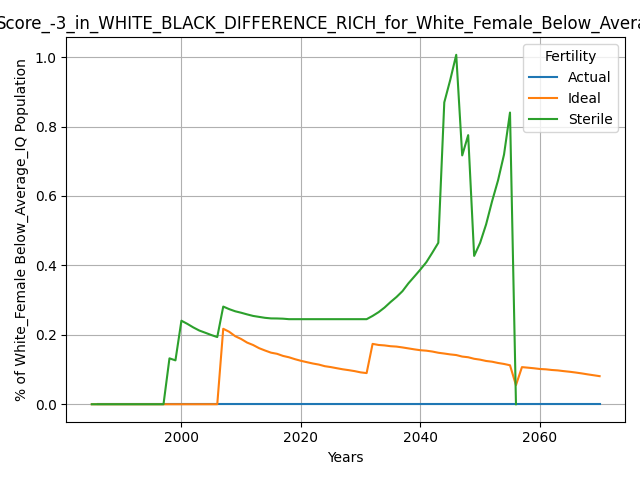 Score_-3_in_WHITE_BLACK_DIFFERENCE_RICH_for_White_Female_Below_Avera
Fertility
Actual
Ideal
Sterile
% of White_Female Below_Average_IQ Population
1.0
0.8
0.6
0.4
0.2
0.0
2000 2020 2040 2060
Years